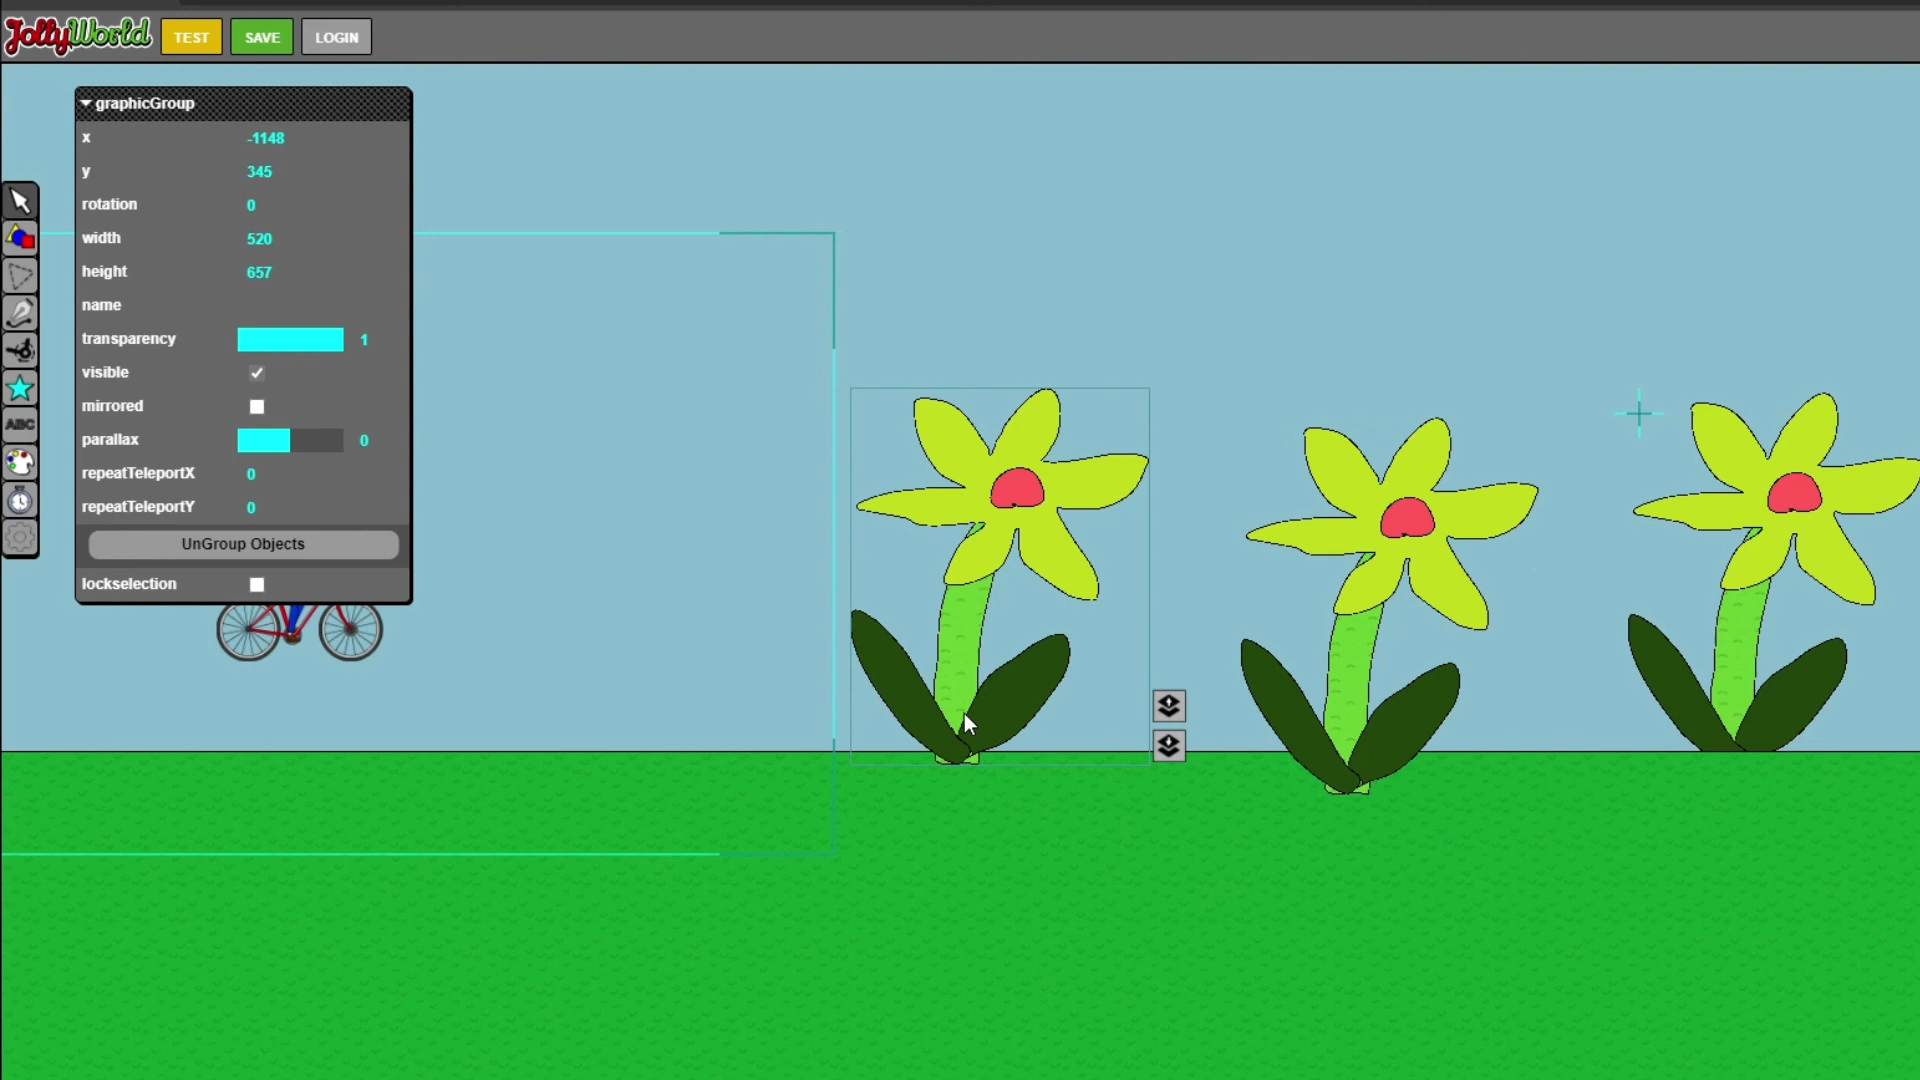 JollyWorld TEST SAVE LOGIN
graphicGroup
x -1148
y 345
rotation 0
width 520
height 657
name
transparency 1
visible
mirrored
parallax 0
repeatTeleportX 0
repeatTeleportY 0
UnGroup Objects
lockselection
ABC